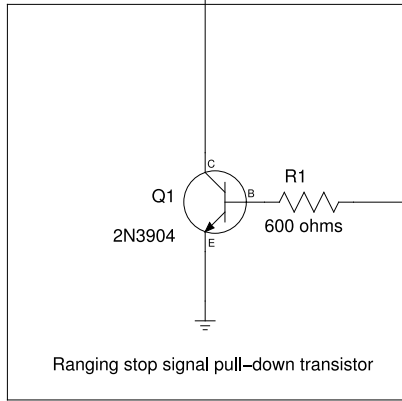 C
R1
Q1
B
600 ohms
2N3904
E
Ranging stop signal pull-down transistor